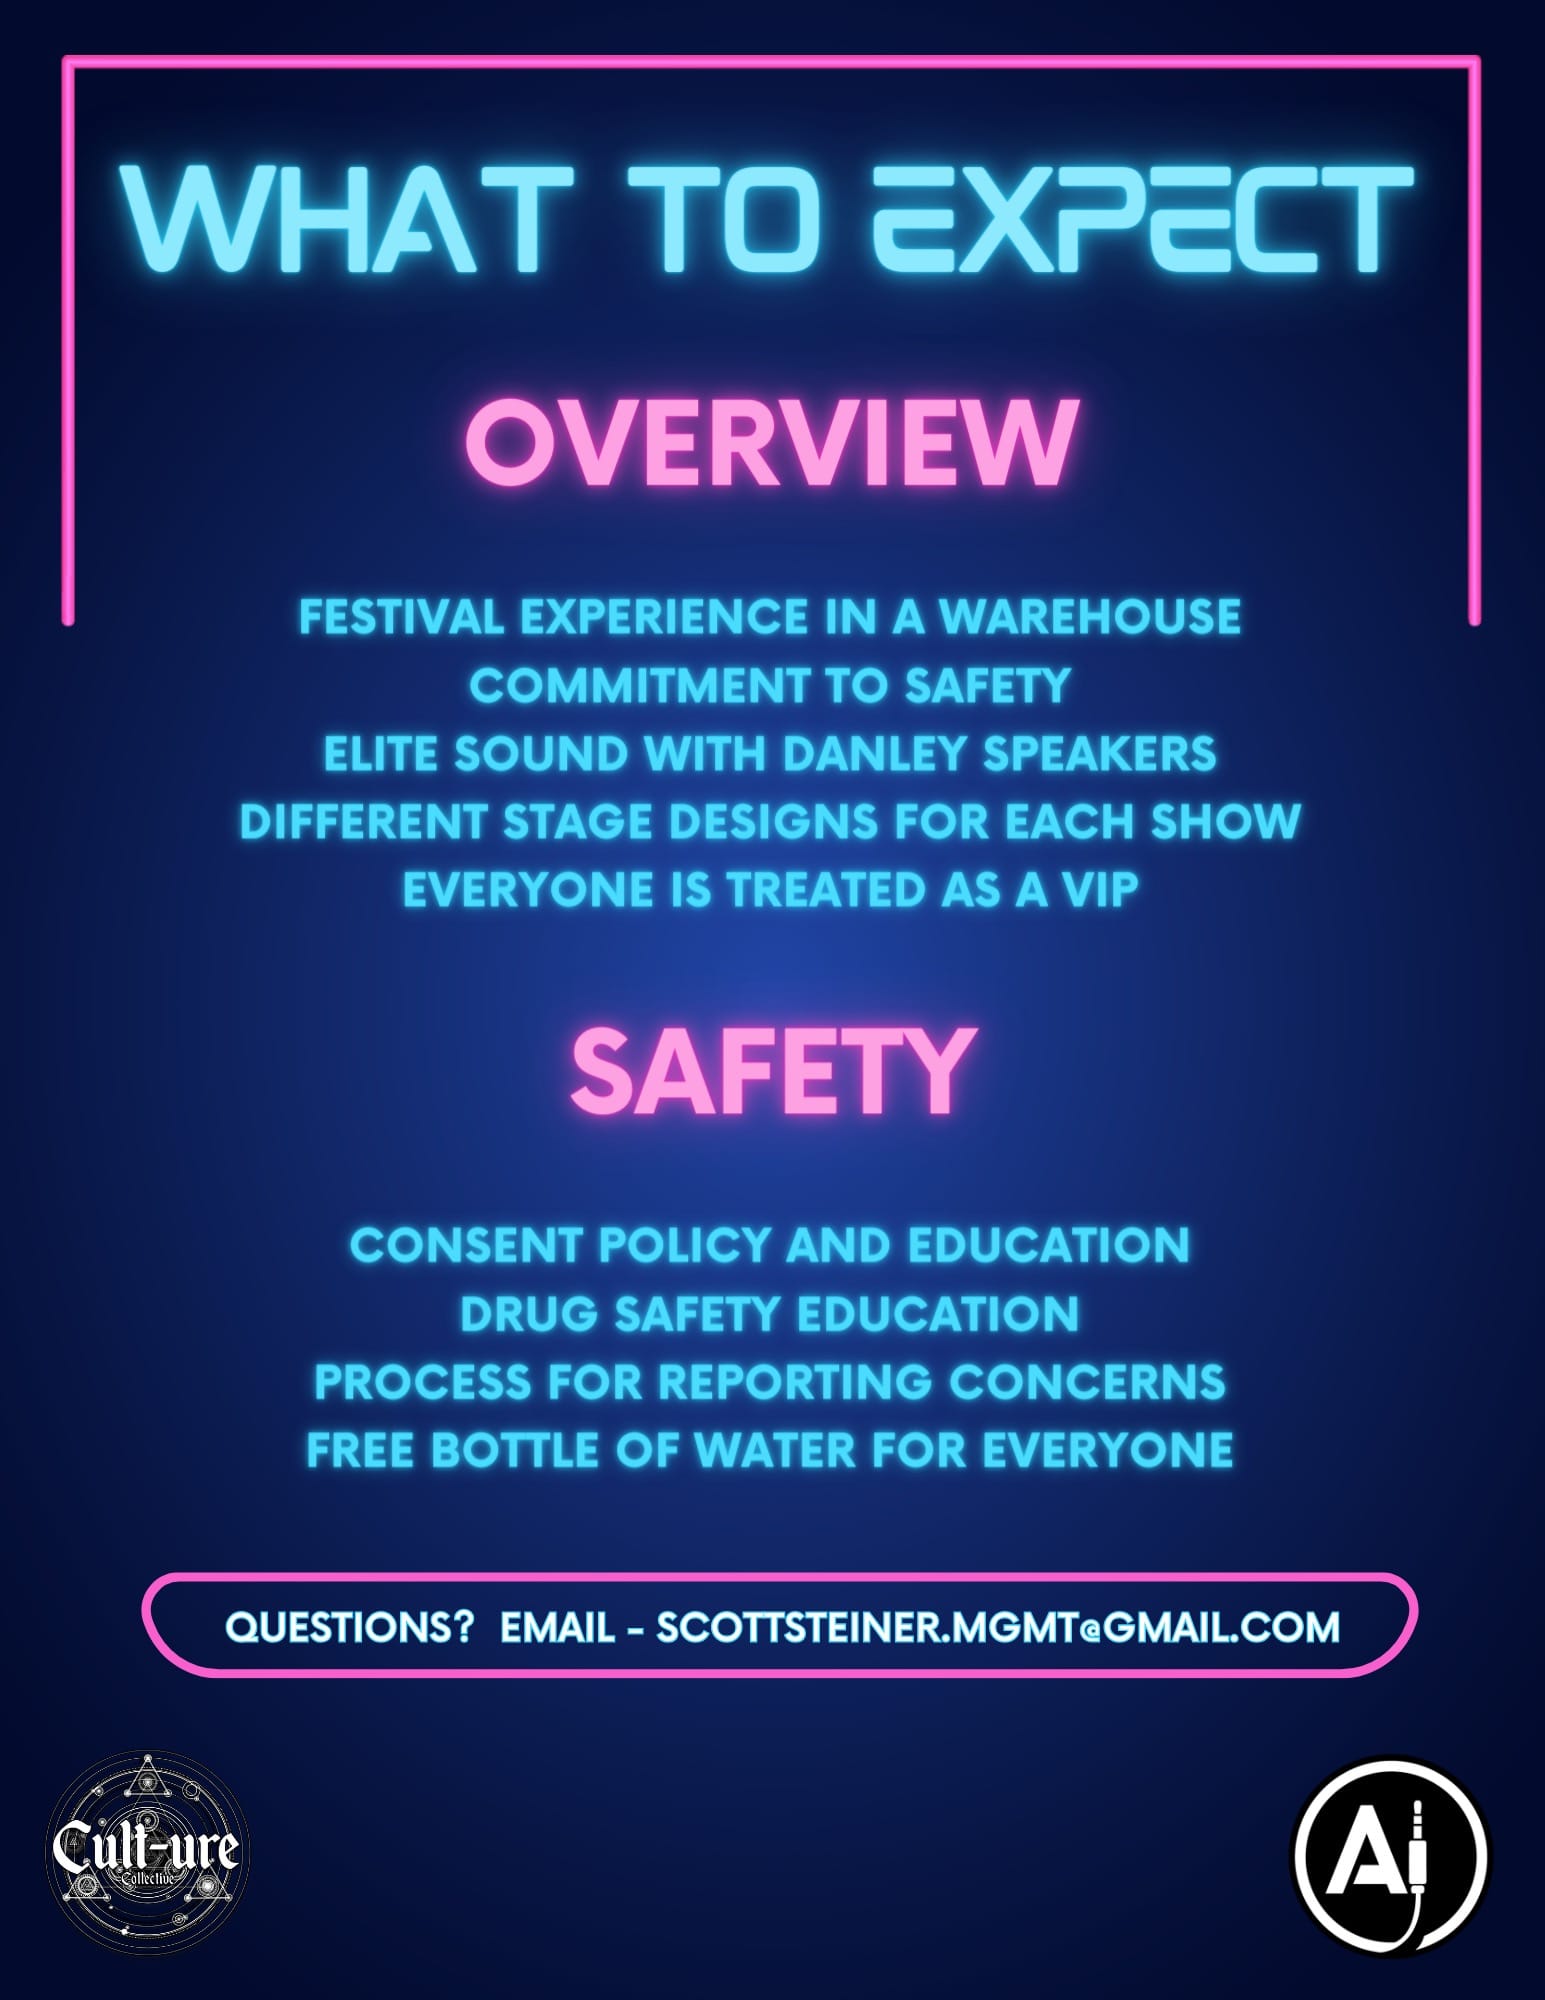 WHAT TO EXPECT
OVERVIEW
FESTIVAL EXPERIENCE IN A WAREHOUSE
COMMITMENT TO SAFETY
ELITE SOUND WITH DANLEY SPEAKERS
DIFFERENT STAGE DESIGNS FOR EACH SHOW
EVERYONE IS TREATED AS A VIP
SAFETY
CONSENT POLICY AND EDUCATION
DRUG SAFETY EDUCATION
PROCESS FOR REPORTING CONCERNS
FREE BOTTLE OF WATER FOR EVERYONE
QUESTIONS? EMAIL - SCOTTSTEINER.MGMT@GMAIL.COM
Cult-ure
Collective
Ai